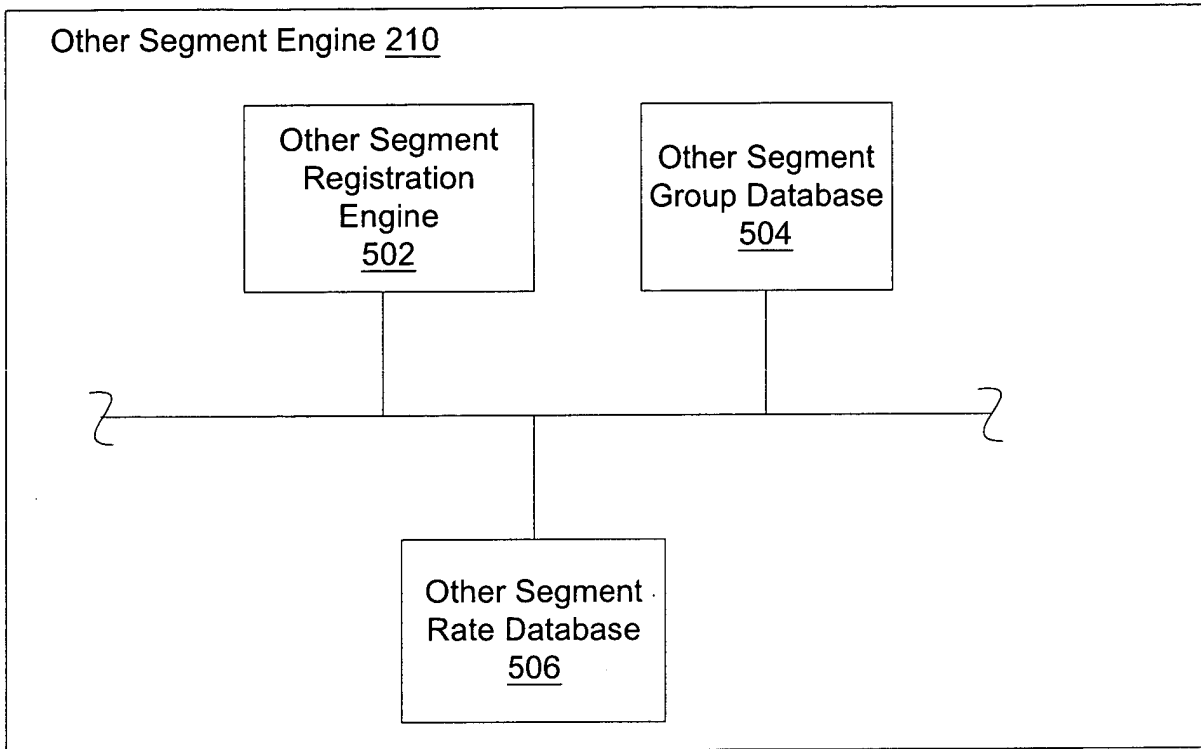 Other Segment Engine 210
Other Segment
Registration
Engine
502
Other Segment
Group Database
504
Other Segment
Rate Database
506